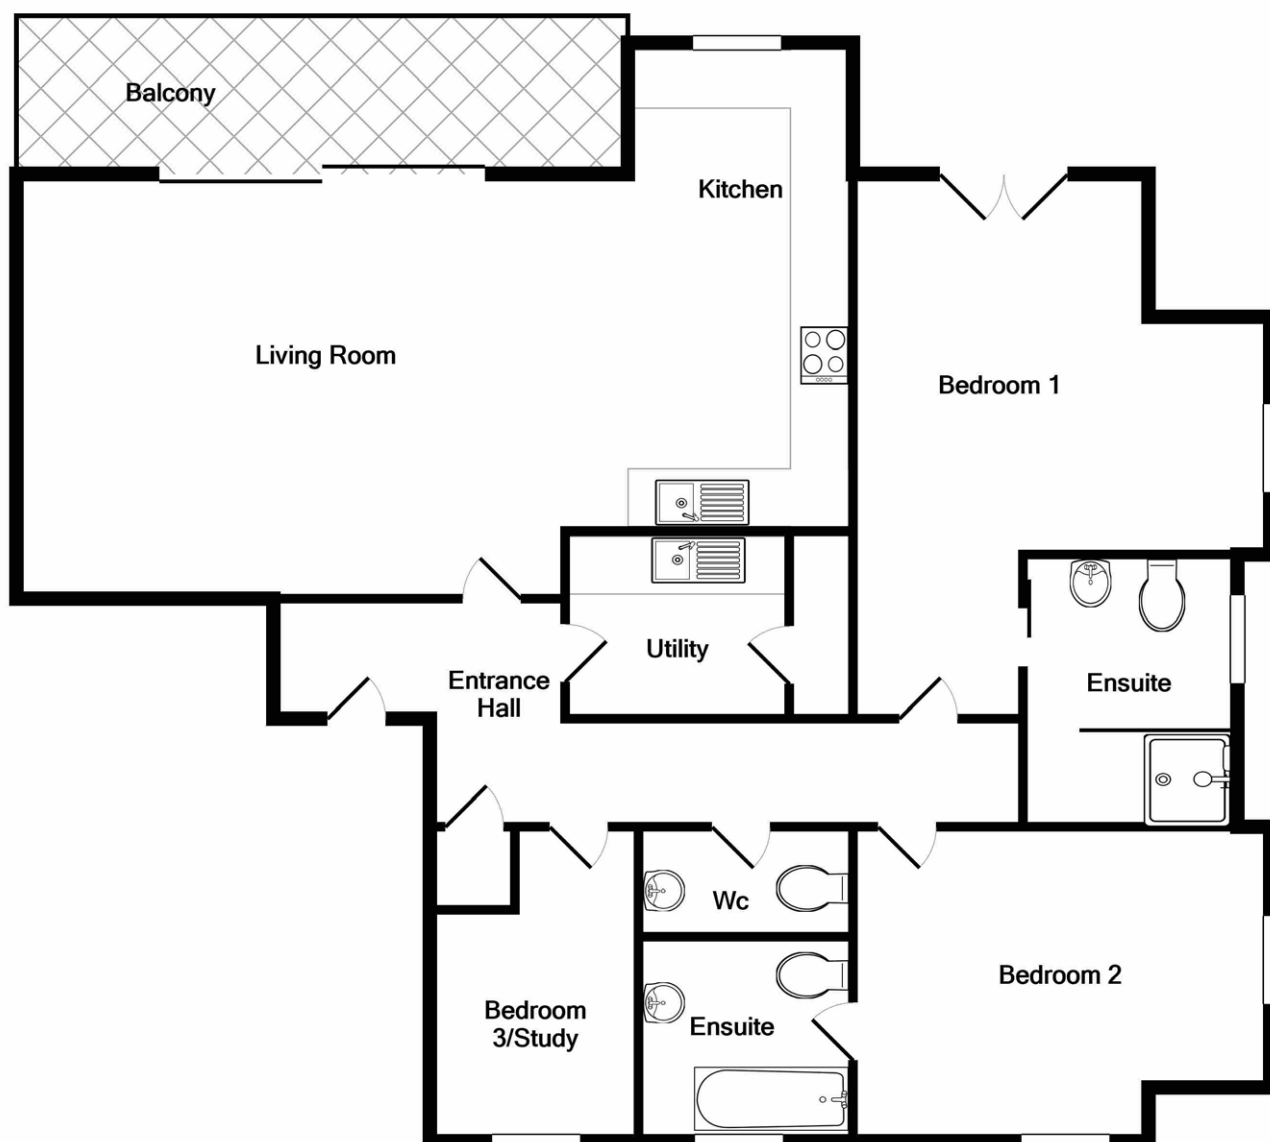 Balcony
Kitchen
Living Room
Bedroom 1
Utility
Entrance
Hall
Ensuite
Wc
Bedroom 2
Bedroom
3/Study
Ensuite